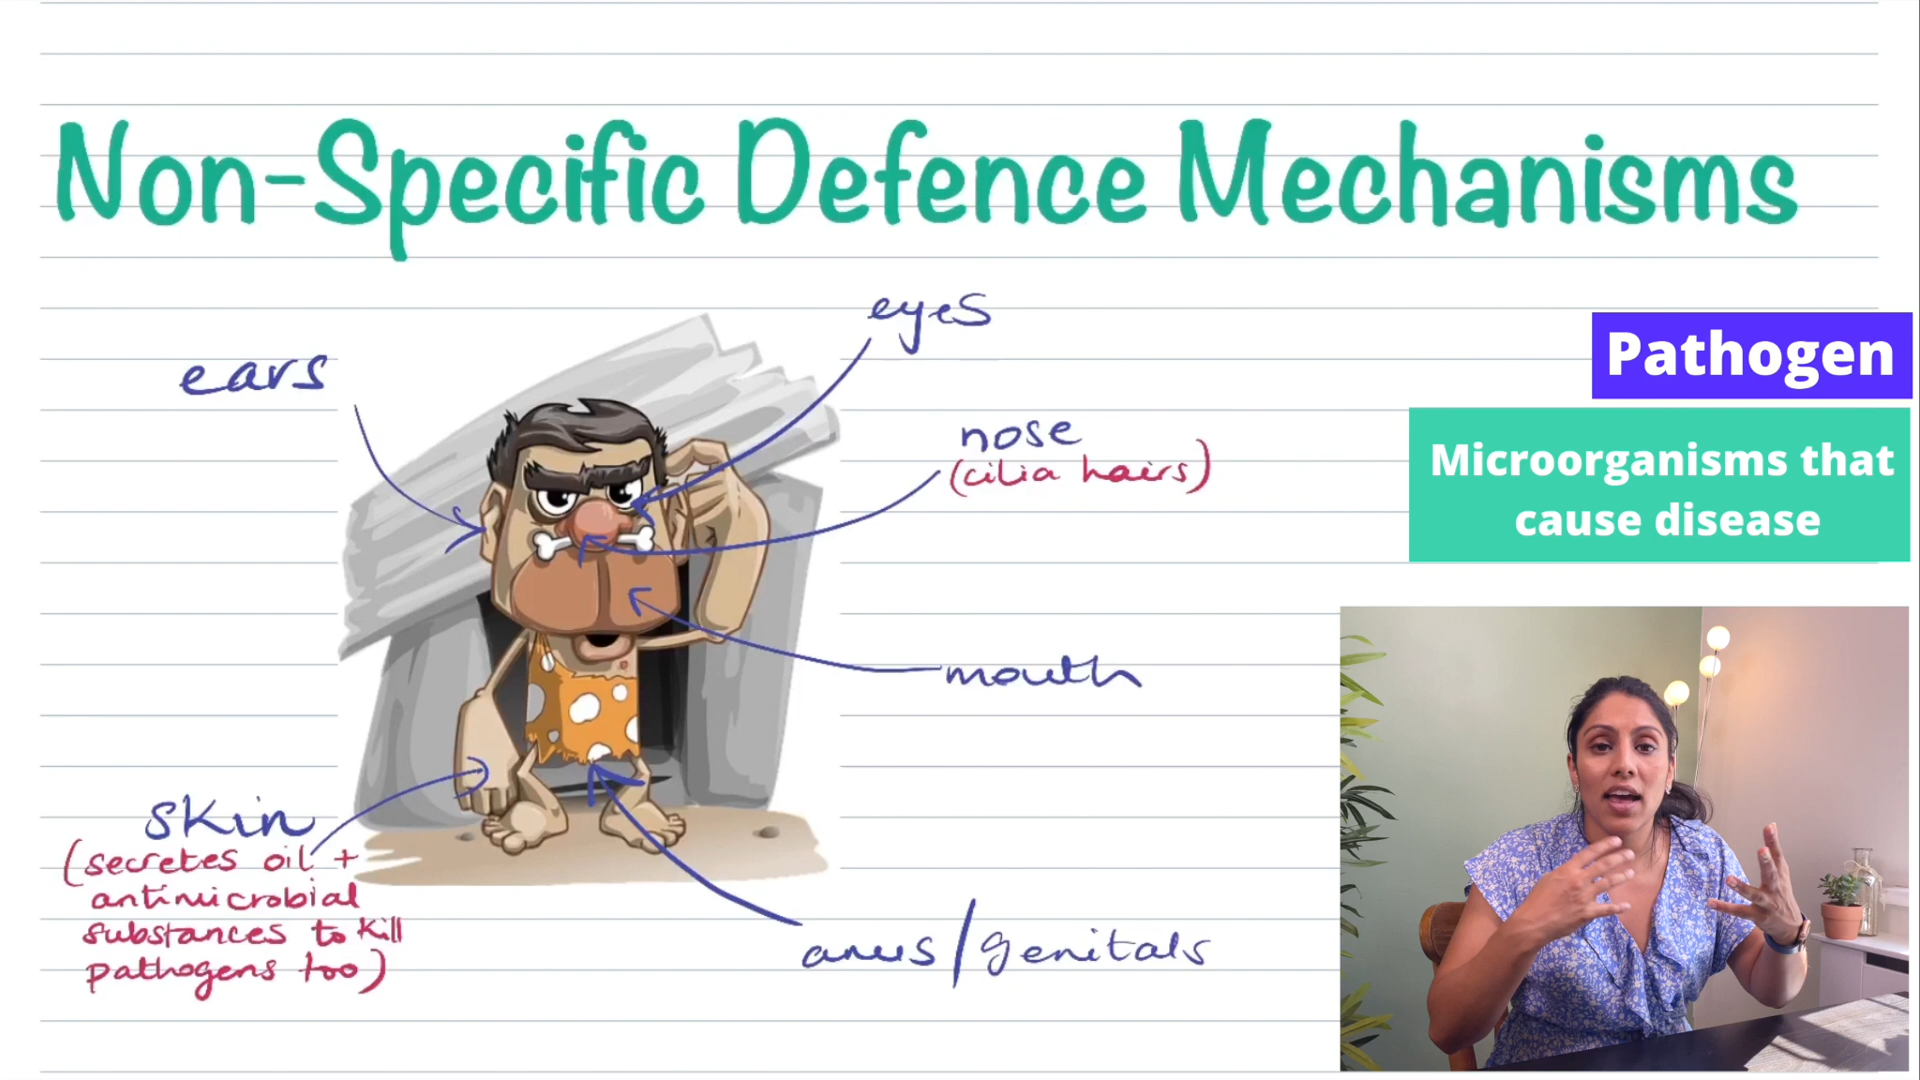 Non-Specific Defence Mechanisms
eyes
ears
Pathogen
nose
(cilia hairs)
Microorganisms that
cause disease
mouth
skin
(secretes oil +
antimicrobial
substances to kill
pathogens too)
anus/genitals